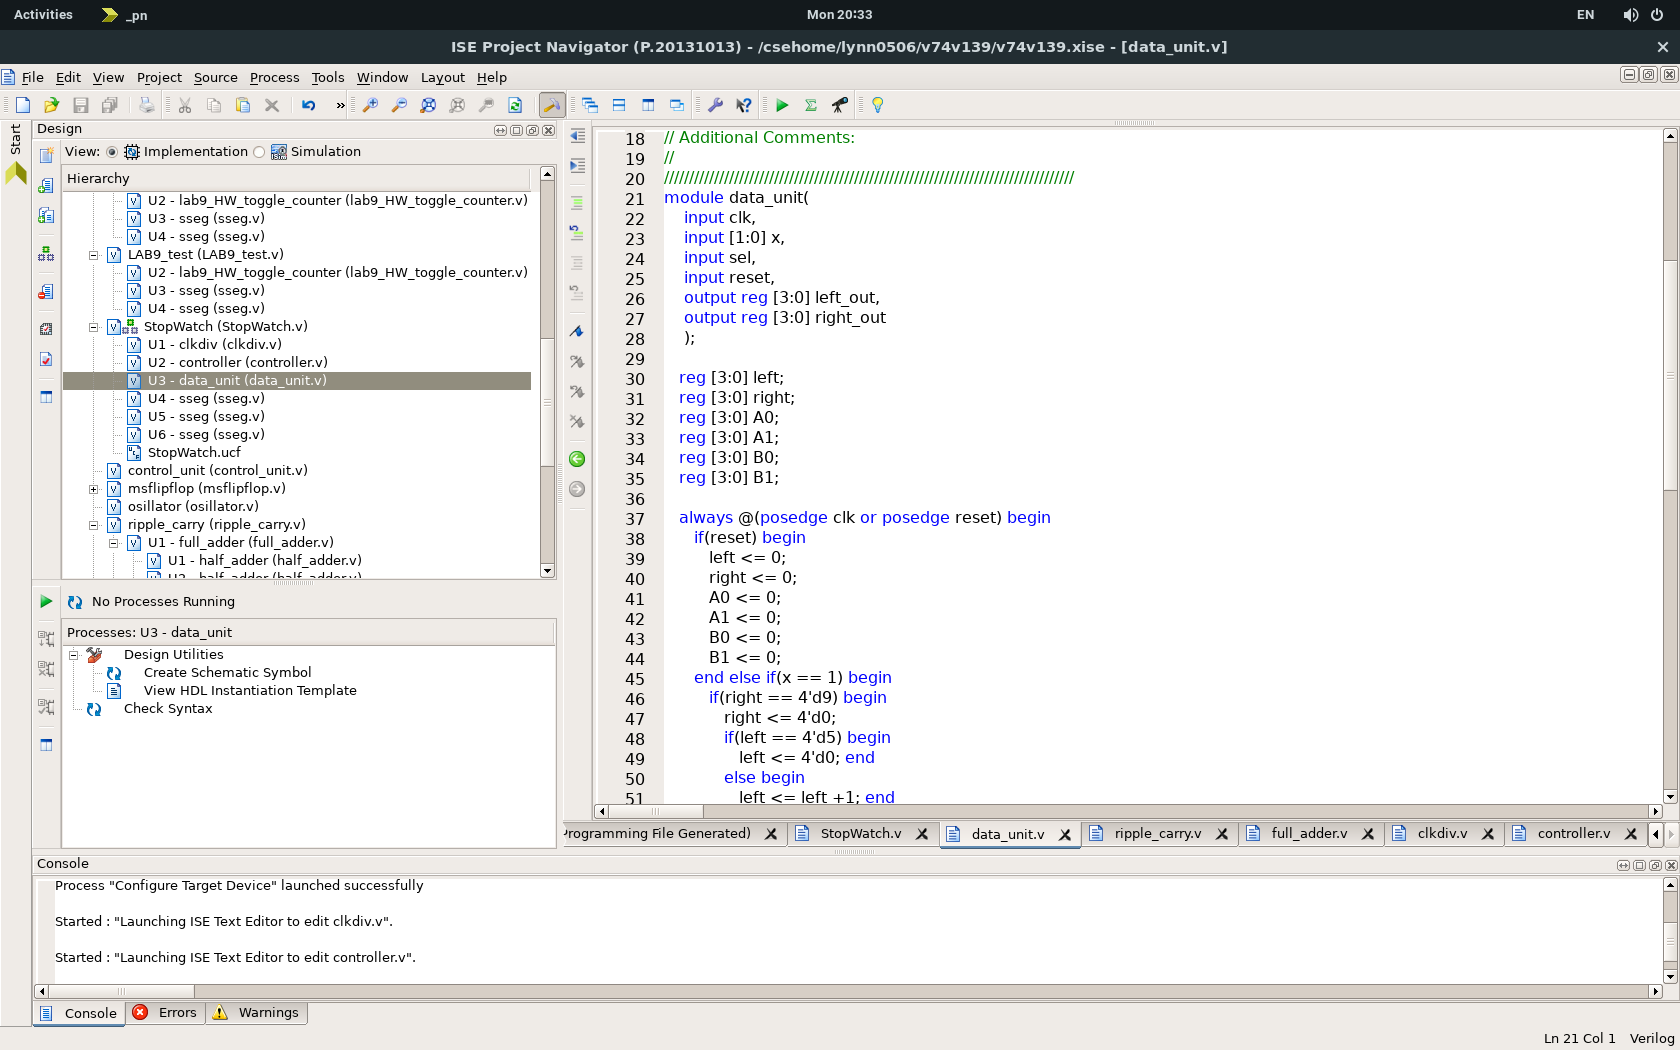 Activities
_pn
Mon 20:33
EN
ISE Project Navigator (P.20131013) - /csehome/lynn0506/v74v139/v74v139.xise - [data_unit.v]
File Edit View Project Source Process Tools Window Layout Help
»
Start
Design
View: Implementation Simulation
Hierarchy
U2 - lab9_HW_toggle_counter (lab9_HW_toggle_counter.v)
U3 - sseg (sseg.v)
U4 - sseg (sseg.v)
LAB9_test (LAB9_test.v)
U2 - lab9_HW_toggle_counter (lab9_HW_toggle_counter.v)
U3 - sseg (sseg.v)
U4 - sseg (sseg.v)
StopWatch (StopWatch.v)
U1 - clkdiv (clkdiv.v)
U2 - controller (controller.v)
U3 - data_unit (data_unit.v)
U4 - sseg (sseg.v)
U5 - sseg (sseg.v)
U6 - sseg (sseg.v)
StopWatch.ucf
control_unit (control_unit.v)
msflipflop (msflipflop.v)
osillator (osillator.v)
ripple_carry (ripple_carry.v)
U1 - full_adder (full_adder.v)
U1 - half_adder (half_adder.v)
U2 - half_adder (half_adder.v)
No Processes Running
Processes: U3 - data_unit
Design Utilities
Create Schematic Symbol
View HDL Instantiation Template
Check Syntax
18 // Additional Comments:
19 //
20 //////////////////////////////////////////////////////////////////////////////////
21 module data_unit(
22 input clk,
23 input [1:0] x,
24 input sel,
25 input reset,
26 output reg [3:0] left_out,
27 output reg [3:0] right_out
28 );
29
30 reg [3:0] left;
31 reg [3:0] right;
32 reg [3:0] A0;
33 reg [3:0] A1;
34 reg [3:0] B0;
35 reg [3:0] B1;
36
37 always @(posedge clk or posedge reset) begin
38 if(reset) begin
39 left <= 0;
40 right <= 0;
41 A0 <= 0;
42 A1 <= 0;
43 B0 <= 0;
44 B1 <= 0;
45 end else if(x == 1) begin
46 if(right == 4'd9) begin
47 right <= 4'd0;
48 if(left == 4'd5) begin
49 left <= 4'd0; end
50 else begin
51 left <= left +1; end
Programming File Generated) StopWatch.v data_unit.v ripple_carry.v full_adder.v clkdiv.v controller.v
Console
Process "Configure Target Device" launched successfully
Started : "Launching ISE Text Editor to edit clkdiv.v".
Started : "Launching ISE Text Editor to edit controller.v".
Console Errors Warnings
Ln 21 Col 1 Verilog